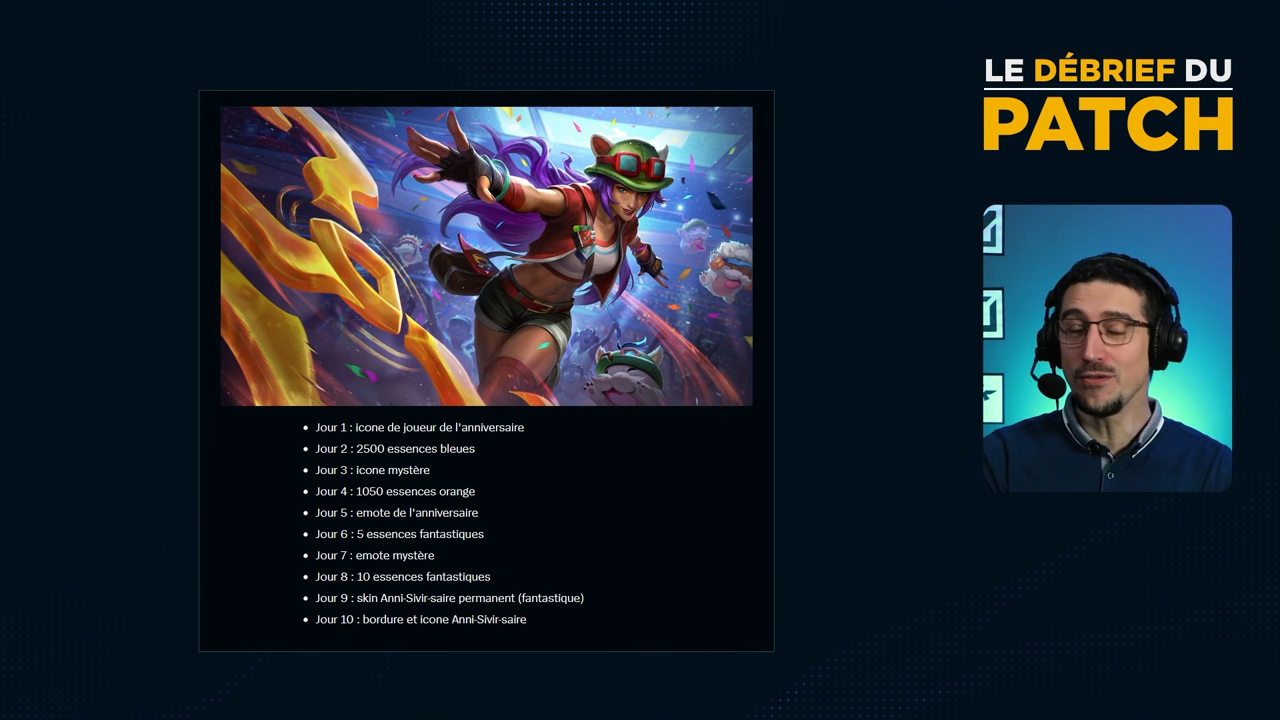 LE DÉBRIEF DU
PATCH
Jour 1 : icone de joueur de l'anniversaire
Jour 2 : 2500 essences bleues
Jour 3 : icone mystère
Jour 4 : 1050 essences orange
Jour 5 : emote de l'anniversaire
Jour 6 : 5 essences fantastiques
Jour 7 : emote mystère
Jour 8 : 10 essences fantastiques
Jour 9 : skin Anni-Sivir-saire permanent (fantastique)
Jour 10 : bordure et icone Anni-Sivir-saire